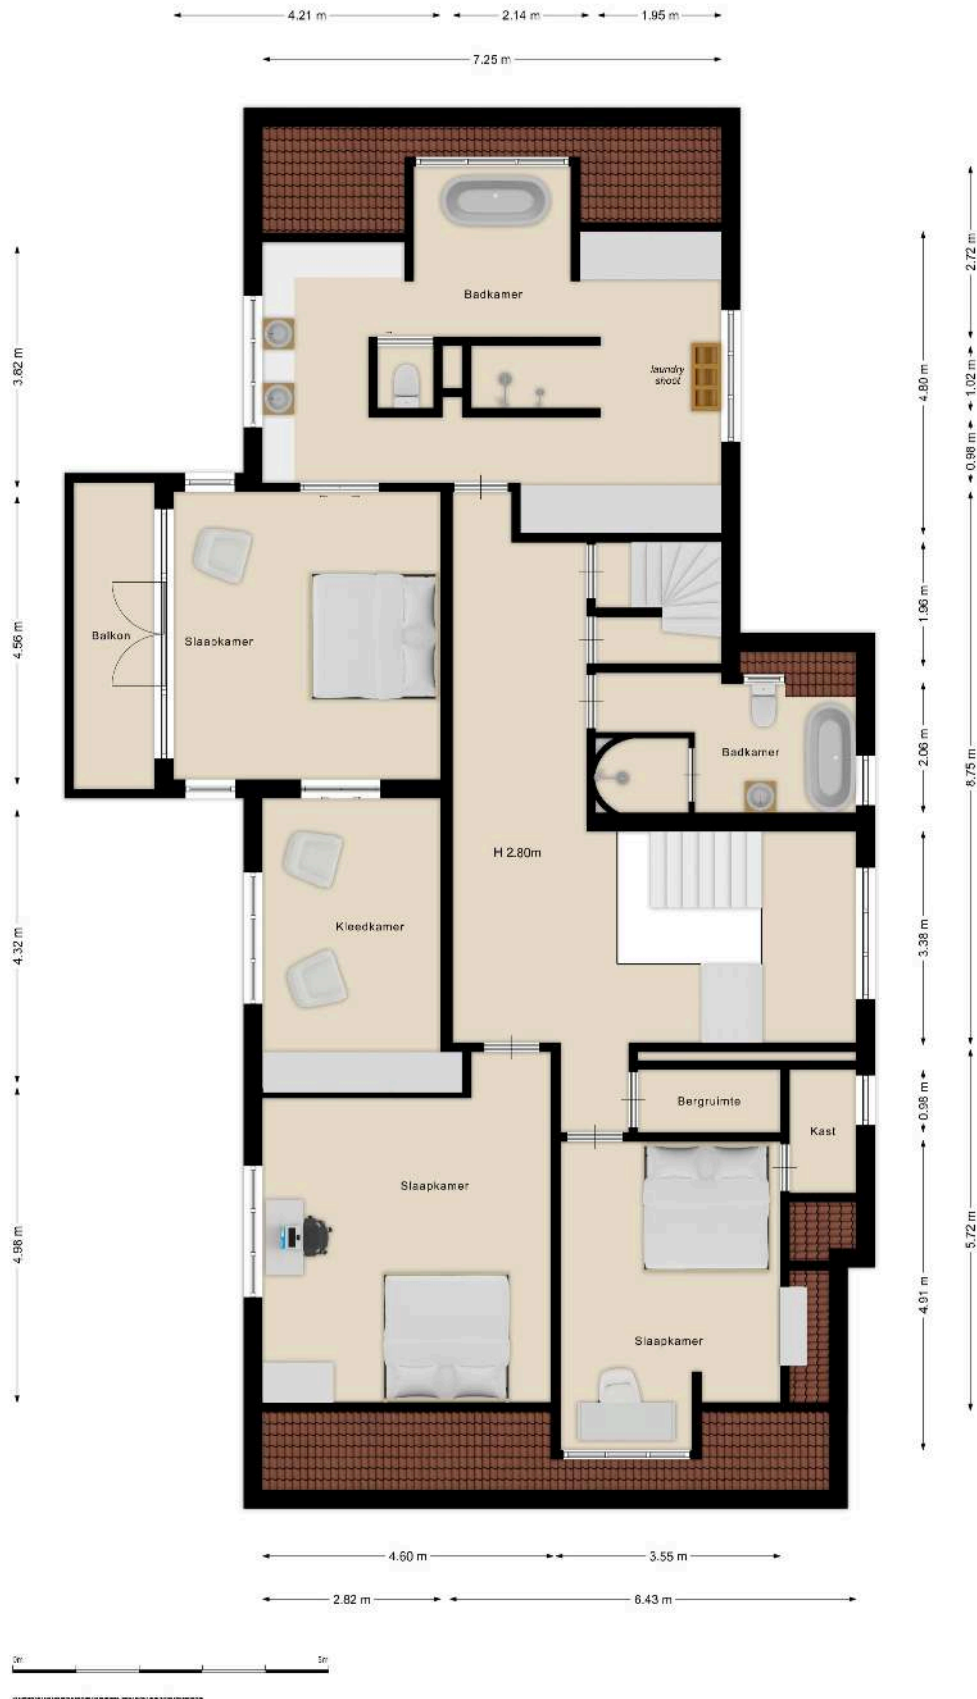 4.21 m
2.14 m
1.95 m
7.25 m
2.72 m
Badkamer
3.82 m
4.80 m
1.02 m
laundry
shoot
0.98 m
4.56 m
1.96 m
Balkon
Slaapkamer
2.06 m
8.75 m
Badkamer
H 2.80m
4.32 m
Kleedkamer
3.38 m
Bergruimte
0.98 m
Kast
Slaapkamer
4.98 m
5.72 m
4.91 m
Slaapkamer
4.60 m
3.55 m
2.82 m
6.43 m
0m
5m